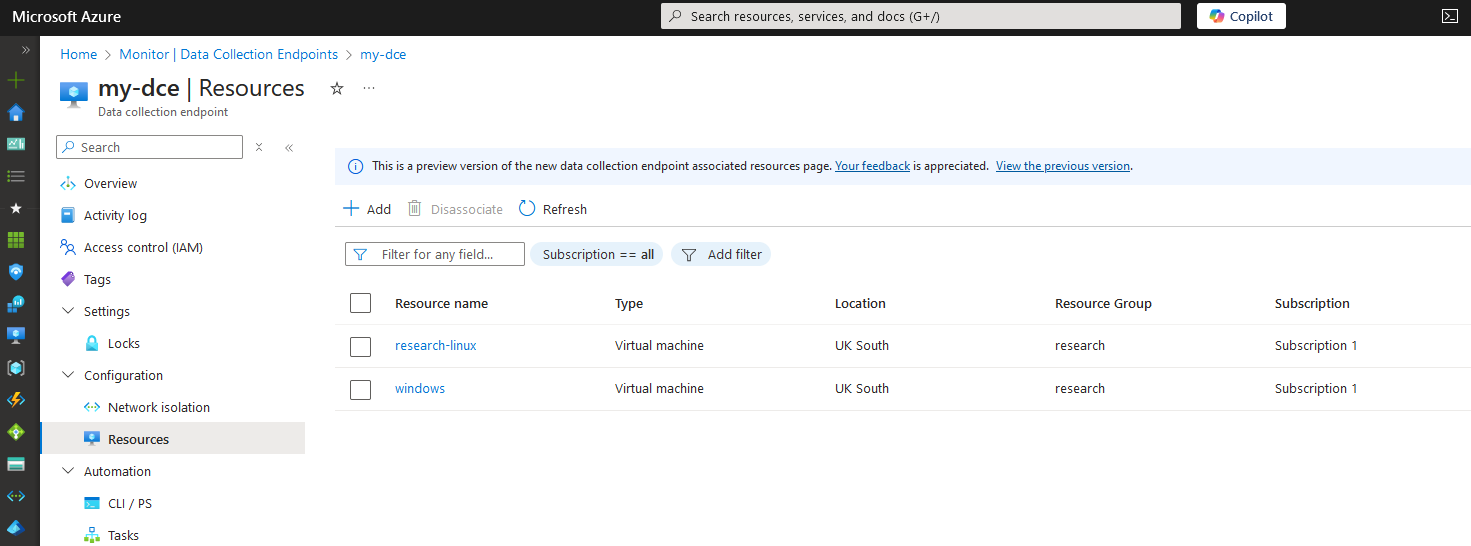 Microsoft Azure
Search resources, services, and docs (G+/)
Copilot
Home > Monitor | Data Collection Endpoints > my-dce
my-dce | Resources
Data collection endpoint
Search
Overview
Activity log
Access control (IAM)
Tags
Settings
Locks
Configuration
Network isolation
Resources
Automation
CLI / PS
Tasks
This is a preview version of the new data collection endpoint associated resources page. Your feedback is appreciated. View the previous version.
Add Disassociate Refresh
Filter for any field... Subscription == all Add filter
Resource name Type Location Resource Group Subscription
research-linux Virtual machine UK South research Subscription 1
windows Virtual machine UK South research Subscription 1